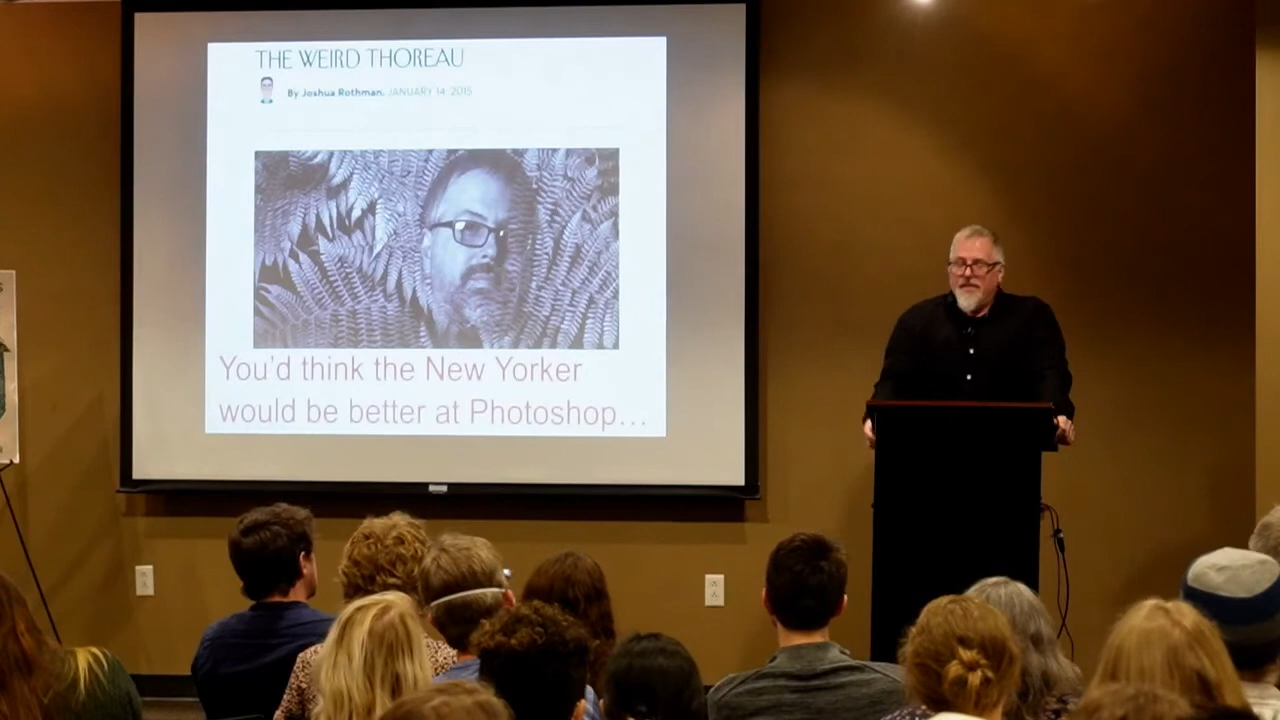 THE WEIRD THOREAU
By Joshua Rothman, JANUARY 14, 2015
You'd think the New Yorker
would be better at Photoshop...